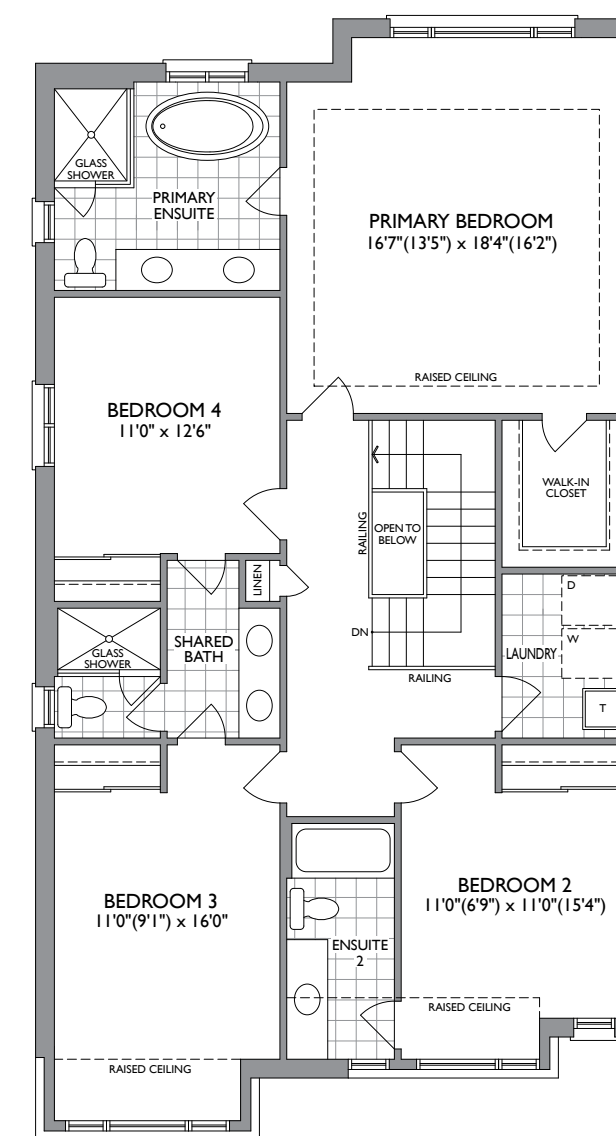 GLASS
SHOWER
PRIMARY
ENSUITE
PRIMARY BEDROOM
16'7"(13'5") x 18'4"(16'2")
RAISED CEILING
BEDROOM 4
11'0" x 12'6"
WALK-IN
CLOSET
RAILING
OPEN TO
BELOW
LINEN
D
W
T
LAUNDRY
DN
RAILING
SHARED
BATH
GLASS
SHOWER
BEDROOM 3
11'0"(9'1") x 16'0"
RAISED CEILING
ENSUITE
2
BEDROOM 2
11'0"(6'9") x 11'0"(15'4")
RAISED CEILING